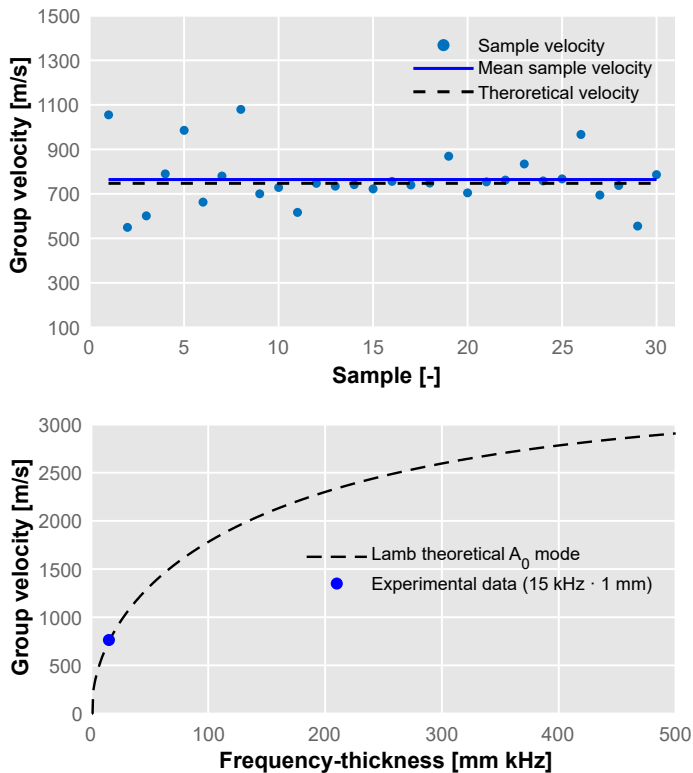 1500
1300
1100
900
700
500
300
100
Group velocity [m/s]
Sample velocity
Mean sample velocity
Theroretical velocity
0 5 10 15 20 25 30
Sample [-]
3000
2500
2000
1500
1000
500
0
Group velocity [m/s]
Lamb theoretical A0 mode
Experimental data (15 kHz · 1 mm)
0 100 200 300 400 500
Frequency-thickness [mm kHz]